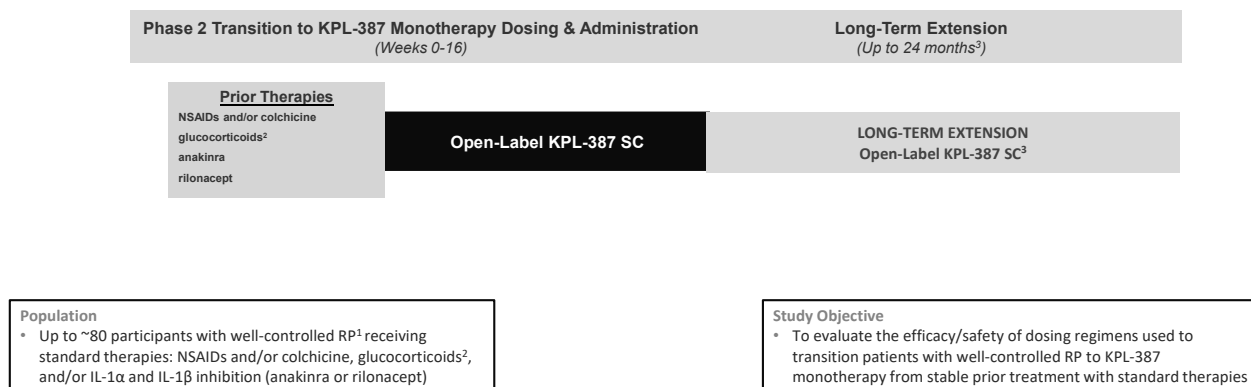 Phase 2 Transition to KPL-387 Monotherapy Dosing & Administration
(Weeks 0-16)
Long-Term Extension
(Up to 24 months³)
Prior Therapies
NSAIDs and/or colchicine
glucocorticoids²
anakinra
rilonacept
Open-Label KPL-387 SC
LONG-TERM EXTENSION
Open-Label KPL-387 SC³
Population
• Up to ~80 participants with well-controlled RP¹ receiving
standard therapies: NSAIDs and/or colchicine, glucocorticoids²,
and/or IL-1α and IL-1β inhibition (anakinra or rilonacept)
Study Objective
• To evaluate the efficacy/safety of dosing regimens used to
transition patients with well-controlled RP to KPL-387
monotherapy from stable prior treatment with standard therapies